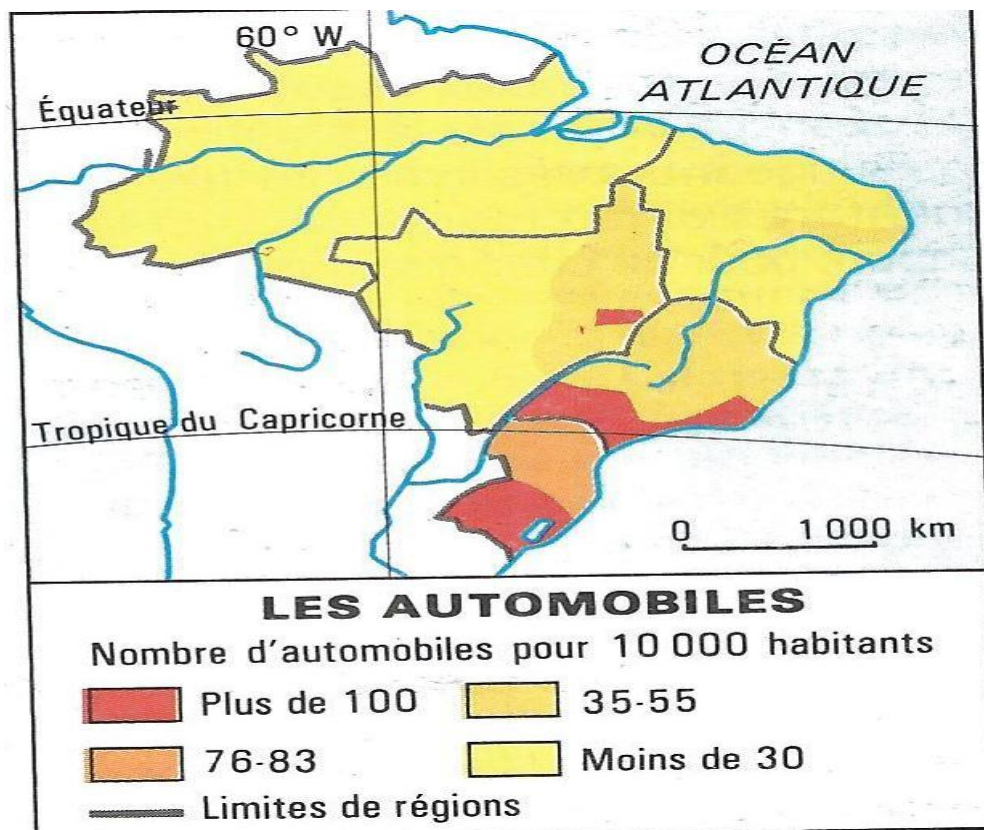 60° W
OCÉAN
ATLANTIQUE
Équateur
Tropique du Capricorne
0 1 000 km
LES AUTOMOBILES
Nombre d'automobiles pour 10 000 habitants
Plus de 100
35-55
76-83
Moins de 30
Limites de régions